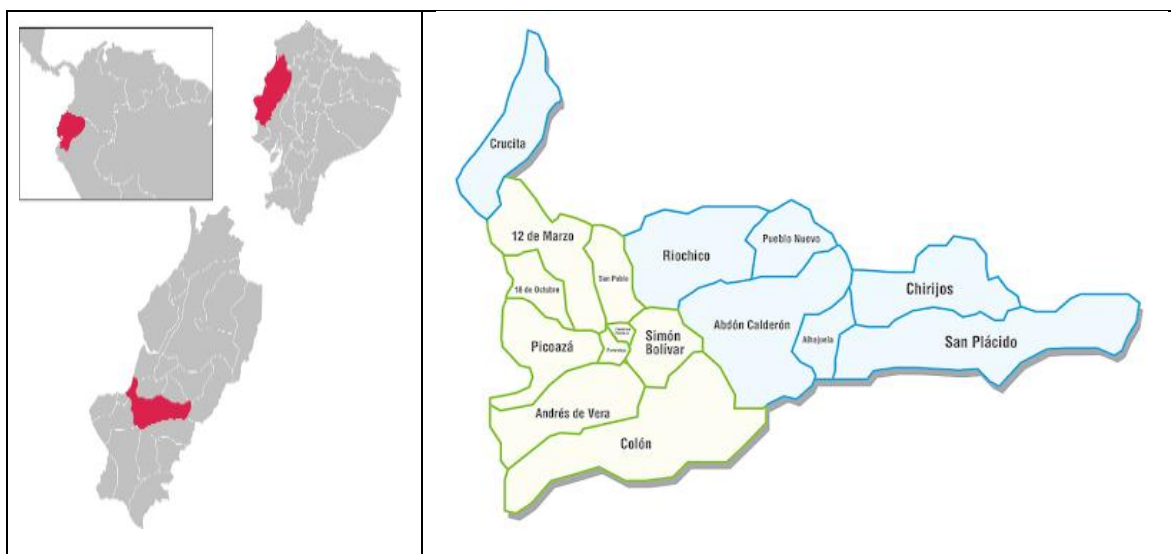 Crucita
12 de Marzo
Riochico
Pueblo Nuevo
San Pablo
18 de Octubre
Chirijos
Abdón Calderón
Simón
Bolívar
Alhajuela
San Plácido
Picoazá
Portoviejo
Andrés de Vera
Colón